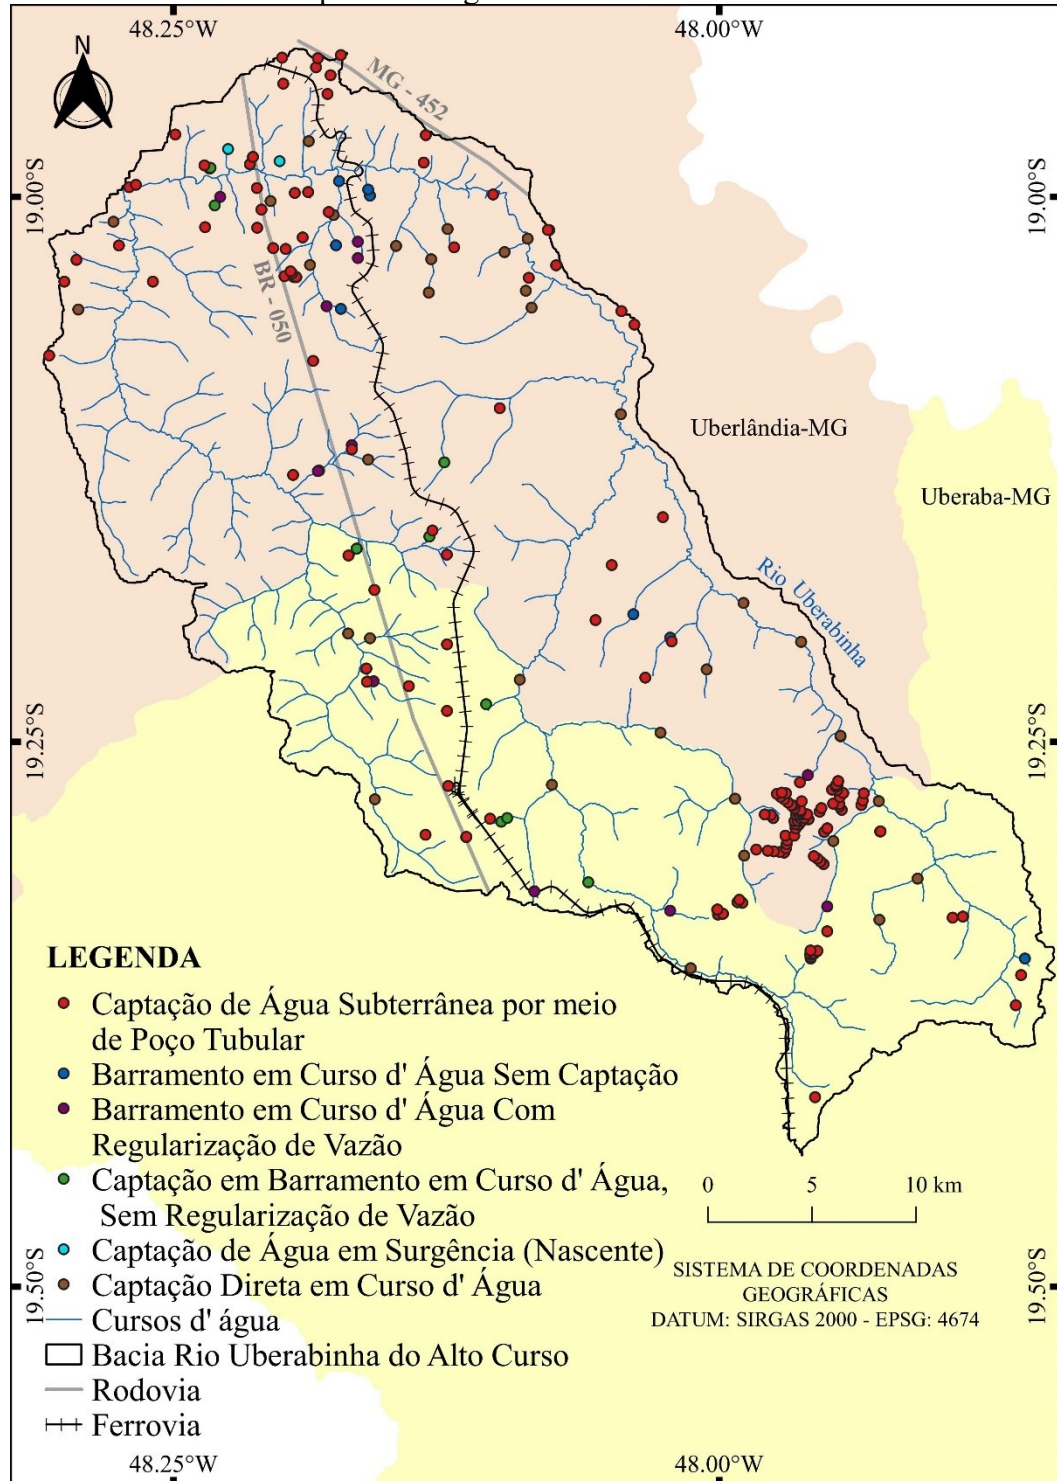 48.25°W
48.00°W
N
MG - 452
19.00°S
19.00°S
BR - 050
Uberlândia-MG
Uberaba-MG
Rio Uberabinha
19.25°S
19.25°S
LEGENDA
Captação de Água Subterrânea por meio
de Poço Tubular
Barramento em Curso d' Água Sem Captação
Barramento em Curso d' Água Com
Regularização de Vazão
Captação em Barramento em Curso d' Água,
Sem Regularização de Vazão
Captação de Água em Surgência (Nascente)
Captação Direta em Curso d' Água
Cursos d' água
Bacia Rio Uberabinha do Alto Curso
Rodovia
Ferrovia
0 5 10 km
SISTEMA DE COORDENADAS
GEOGRÁFICAS
DATUM: SIRGAS 2000 - EPSG: 4674
19.50°S
19.50°S
48.25°W
48.00°W